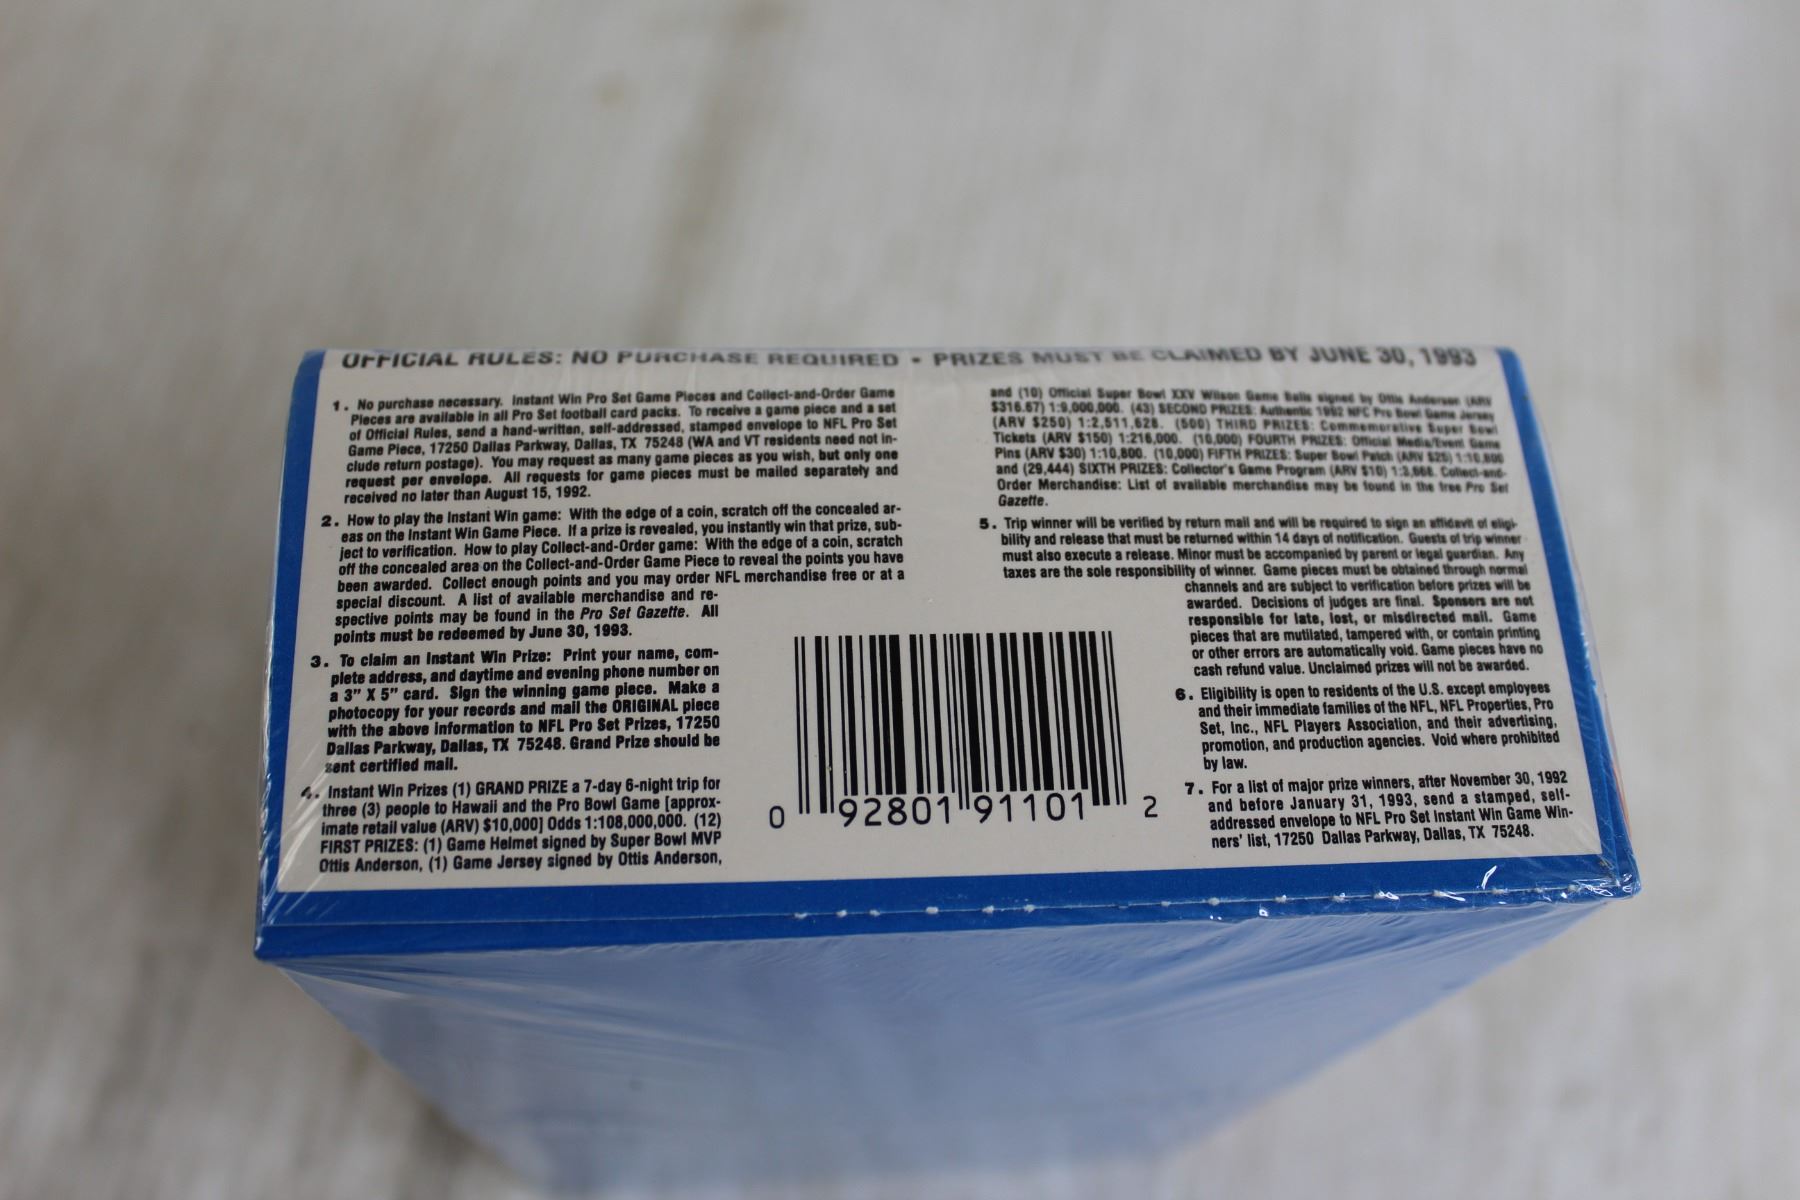 OFFICIAL RULES: NO PURCHASE REQUIRED • PRIZES MUST BE CLAIMED BY JUNE 30, 1993
1. No purchase necessary. Instant Win Pro Set Game Pieces and Collect-and-Order Game
Pieces are available in all Pro Set football card packs. To receive a game piece and a set
of Official Rules, send a hand-written, self-addressed, stamped envelope to NFL Pro Set
Game Piece, 17250 Dallas Parkway, Dallas, TX 75248 (WA and VT residents need not in-
clude return postage). You may request as many game pieces as you wish, but only one
request per envelope. All requests for game pieces must be mailed separately and
received no later than August 15, 1992.
2. How to play the Instant Win game: With the edge of a coin, scratch off the concealed ar-
eas on the Instant Win Game Piece. If a prize is revealed, you instantly win that prize, sub-
ject to verification. How to play Collect-and-Order game: With the edge of a coin, scratch
off the concealed area on the Collect-and-Order Game Piece to reveal the points you have
been awarded. Collect enough points and you may order NFL merchandise free or at a
special discount. A list of available merchandise and re-
spective points may be found in the Pro Set Gazette. All
points must be redeemed by June 30, 1993.
3. To claim an Instant Win Prize: Print your name, com-
plete address, and daytime and evening phone number on
a 3" X 5" card. Sign the winning game piece. Make a
photocopy for your records and mail the ORIGINAL piece
with the above information to NFL Pro Set Prizes, 17250
Dallas Parkway, Dallas, TX 75248. Grand Prize should be
sent certified mail.
4. Instant Win Prizes (1) GRAND PRIZE a 7-day 6-night trip for
three (3) people to Hawaii and the Pro Bowl Game [approx-
imate retail value (ARV) $10,000] Odds 1:108,000,000. (12)
FIRST PRIZES: (1) Game Helmet signed by Super Bowl MVP
Ottis Anderson, (1) Game Jersey signed by Ottis Anderson,
and (10) Official Super Bowl XXV Wilson Game Balls signed by Ottis Anderson (ARV
$316.67) 1:9,000,000. (43) SECOND PRIZES: Authentic 1992 NFC Pro Bowl Game Jersey
(ARV $250) 1:2,511,628. (500) THIRD PRIZES: Commemorative Super Bowl
Tickets (ARV $150) 1:216,000. (10,000) FOURTH PRIZES: Official Media/Event Game
Pins (ARV $30) 1:10,800. (10,000) FIFTH PRIZES: Super Bowl Patch (ARV $25) 1:10,800
and (29,444) SIXTH PRIZES: Collector's Game Program (ARV $10) 1:3,668. Collect-and-
Order Merchandise: List of available merchandise may be found in the free Pro Set
Gazette.
5. Trip winner will be verified by return mail and will be required to sign an affidavit of eligi-
bility and release that must be returned within 14 days of notification. Guests of trip winner
must also execute a release. Minor must be accompanied by parent or legal guardian. Any
taxes are the sole responsibility of winner. Game pieces must be obtained through normal
channels and are subject to verification before prizes will be
awarded. Decisions of judges are final. Sponsors are not
responsible for late, lost, or misdirected mail. Game
pieces that are mutilated, tampered with, or contain printing
or other errors are automatically void. Game pieces have no
cash refund value. Unclaimed prizes will not be awarded.
6. Eligibility is open to residents of the U.S. except employees
and their immediate families of the NFL, NFL Properties, Pro
Set, Inc., NFL Players Association, and their advertising,
promotion, and production agencies. Void where prohibited
by law.
7. For a list of major prize winners, after November 30, 1992
and before January 31, 1993, send a stamped, self-
addressed envelope to NFL Pro Set Instant Win Game Win-
ners' list, 17250 Dallas Parkway, Dallas, TX 75248.
0 92801 91101 2